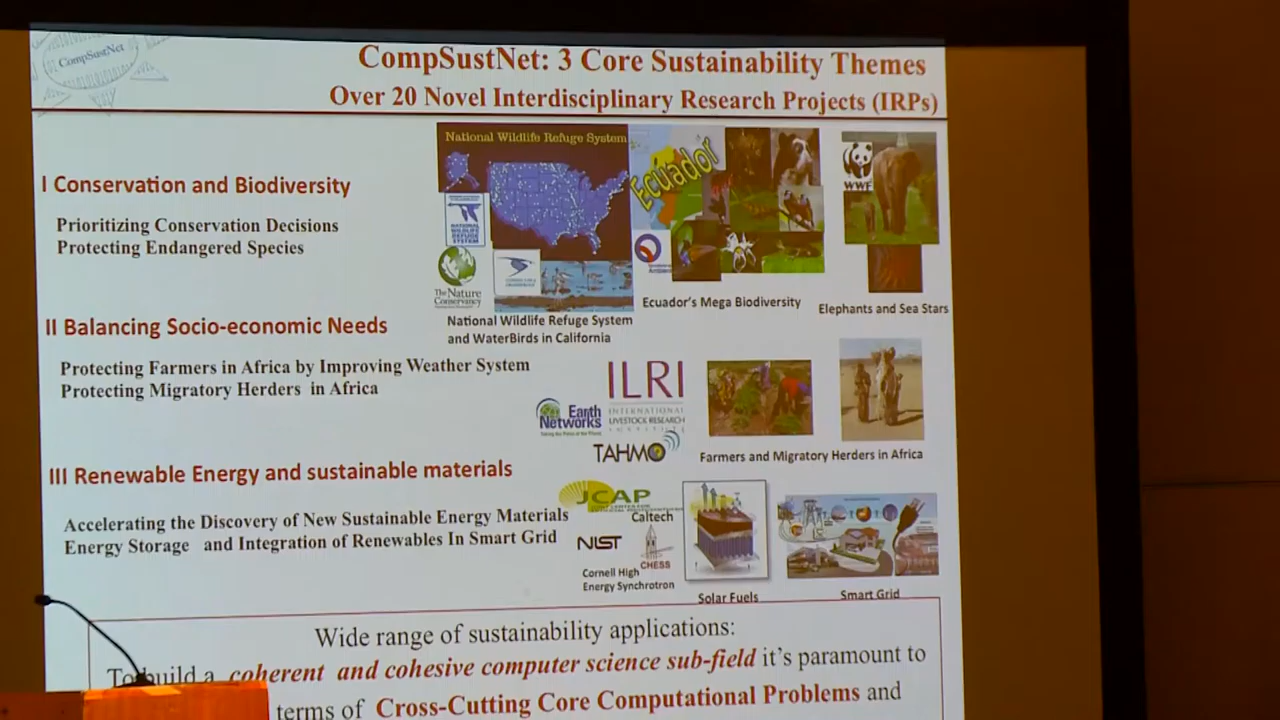 CompSustNet
CompSustNet: 3 Core Sustainability Themes
Over 20 Novel Interdisciplinary Research Projects (IRPs)
I Conservation and Biodiversity
Prioritizing Conservation Decisions
Protecting Endangered Species
National Wildlife Refuge System
NATIONAL
WILDLIFE
REFUGE
SYSTEM
The Nature
Conservancy
National Wildlife Refuge System
and WaterBirds in California
Ecuador
Ecuador's Mega Biodiversity
WWF
Elephants and Sea Stars
II Balancing Socio-economic Needs
Protecting Farmers in Africa by Improving Weather System
Protecting Migratory Herders in Africa
Earth
Networks
ILRI
INTERNATIONAL
LIVESTOCK RESEARCH
INSTITUTE
TAHMO
Farmers and Migratory Herders in Africa
III Renewable Energy and sustainable materials
Accelerating the Discovery of New Sustainable Energy Materials
Energy Storage and Integration of Renewables In Smart Grid
JCAP
Caltech
NIST
CHESS
Cornell High
Energy Synchrotron
Solar Fuels
Smart Grid
Wide range of sustainability applications:
To build a coherent and cohesive computer science sub-field it's paramount to
terms of Cross-Cutting Core Computational Problems and